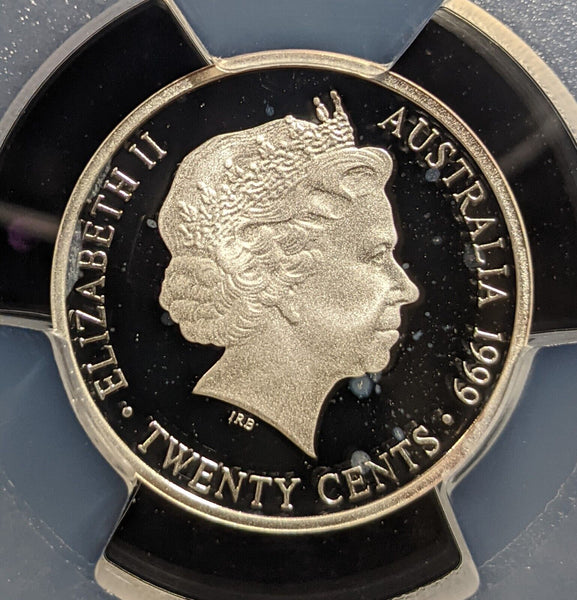 ELIZABETH II
AUSTRALIA 1999
· TWENTY CENTS ·
IRB